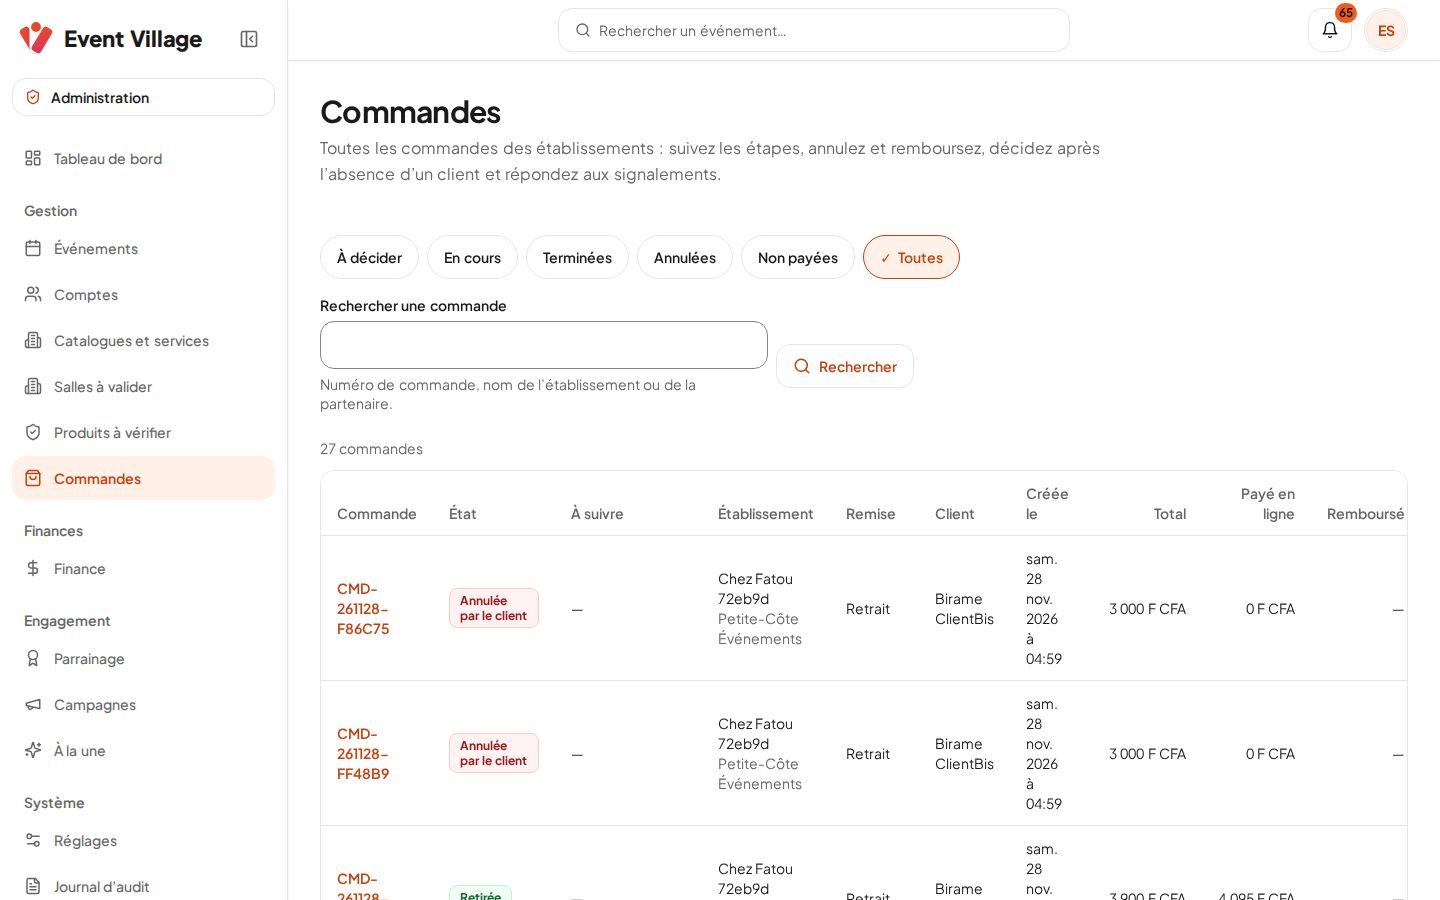 Event Village
Rechercher un événement...
65
ES
Administration
Tableau de bord
Gestion
Événements
Comptes
Catalogues et services
Salles à valider
Produits à vérifier
Commandes
Finances
Finance
Engagement
Parrainage
Campagnes
À la une
Système
Réglages
Journal d'audit
Commandes
Toutes les commandes des établissements : suivez les étapes, annulez et remboursez, décidez après
l'absence d'un client et répondez aux signalements.
À décider
En cours
Terminées
Annulées
Non payées
✓ Toutes
Rechercher une commande
Rechercher
Numéro de commande, nom de l'établissement ou de la
partenaire.
27 commandes
Commande
État
À suivre
Établissement
Remise
Client
Créée
le
Total
Payé en
ligne
Remboursé
CMD-
261128-
F86C75
Annulée
par le client
—
Chez Fatou
72eb9d
Petite-Côte
Événements
Retrait
Birame
ClientBis
sam.
28
nov.
2026
à
04:59
3 000 F CFA
0 F CFA
—
CMD-
261128-
FF48B9
Annulée
par le client
—
Chez Fatou
72eb9d
Petite-Côte
Événements
Retrait
Birame
ClientBis
sam.
28
nov.
2026
à
04:59
3 000 F CFA
0 F CFA
—
CMD-
261128-
Retirée
Chez Fatou
72eb9d
Retrait
Birame
sam.
28
nov.
3 900 F CFA
4 095 F CFA
—